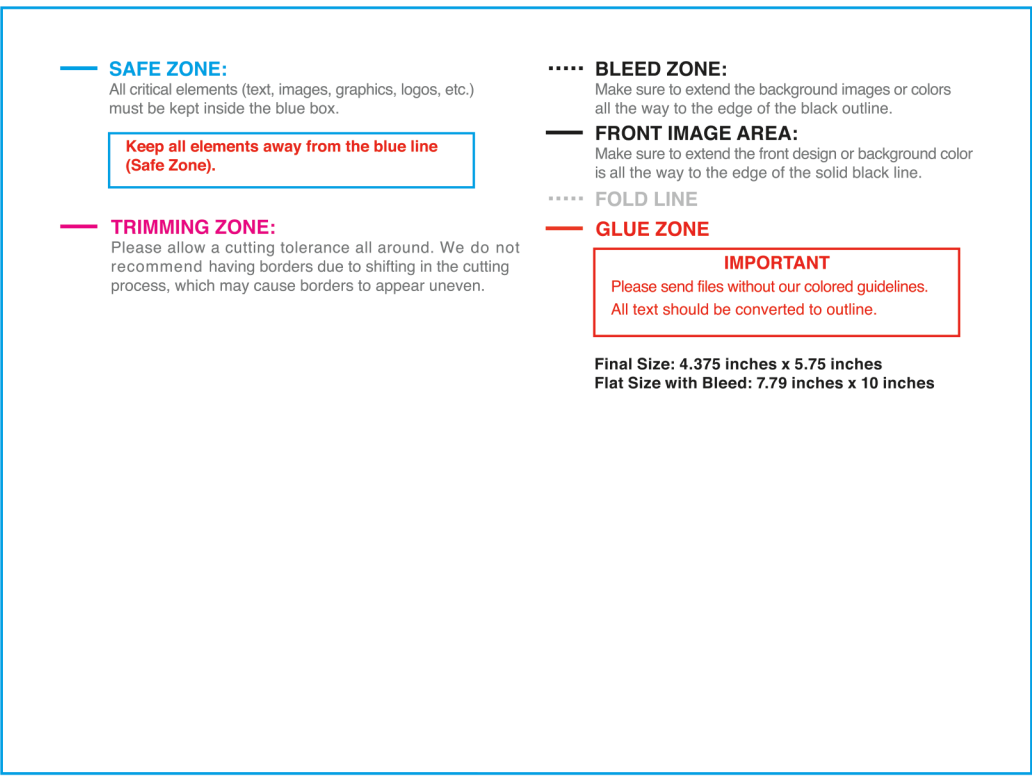 SAFE ZONE:
All critical elements (text, images, graphics, logos, etc.)
must be kept inside the blue box.
Keep all elements away from the blue line
(Safe Zone).
TRIMMING ZONE:
Please allow a cutting tolerance all around. We do not
recommend having borders due to shifting in the cutting
process, which may cause borders to appear uneven.
BLEED ZONE:
Make sure to extend the background images or colors
all the way to the edge of the black outline.
FRONT IMAGE AREA:
Make sure to extend the front design or background color
is all the way to the edge of the solid black line.
FOLD LINE
GLUE ZONE
IMPORTANT
Please send files without our colored guidelines.
All text should be converted to outline.
Final Size: 4.375 inches x 5.75 inches
Flat Size with Bleed: 7.79 inches x 10 inches